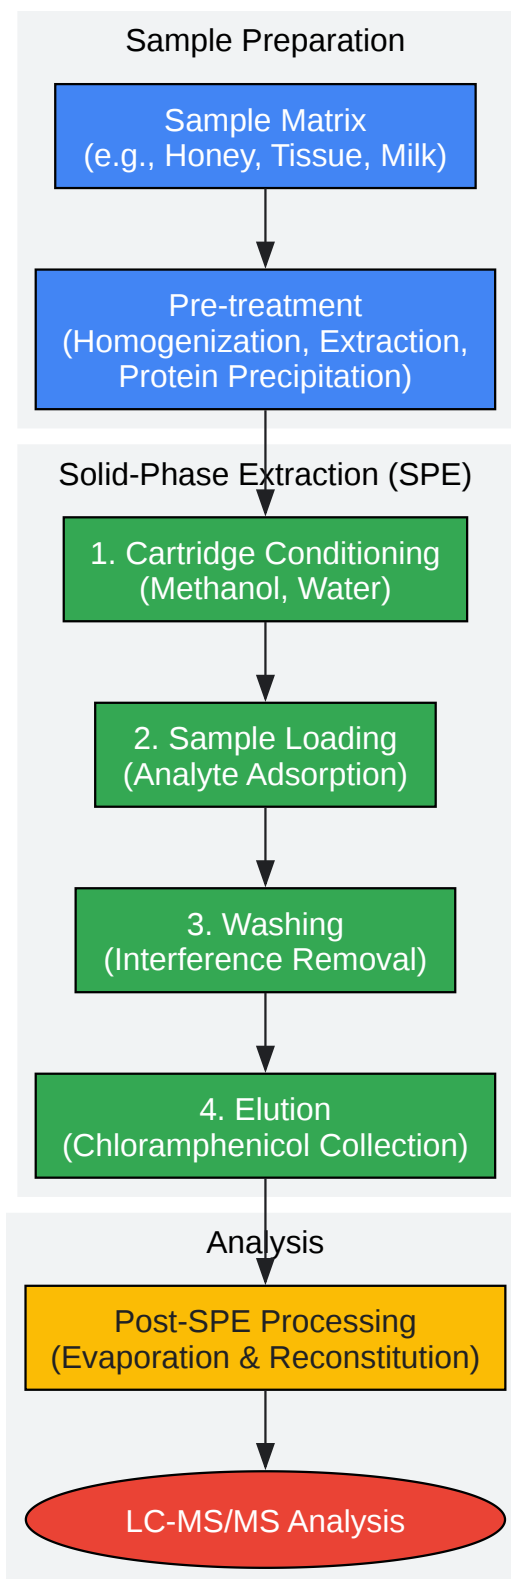 Sample Preparation
Sample Matrix
(e.g., Honey, Tissue, Milk)
Pre-treatment
(Homogenization, Extraction,
Protein Precipitation)
Solid-Phase Extraction (SPE)
1. Cartridge Conditioning
(Methanol, Water)
2. Sample Loading
(Analyte Adsorption)
3. Washing
(Interference Removal)
4. Elution
(Chloramphenicol Collection)
Analysis
Post-SPE Processing
(Evaporation & Reconstitution)
LC-MS/MS Analysis